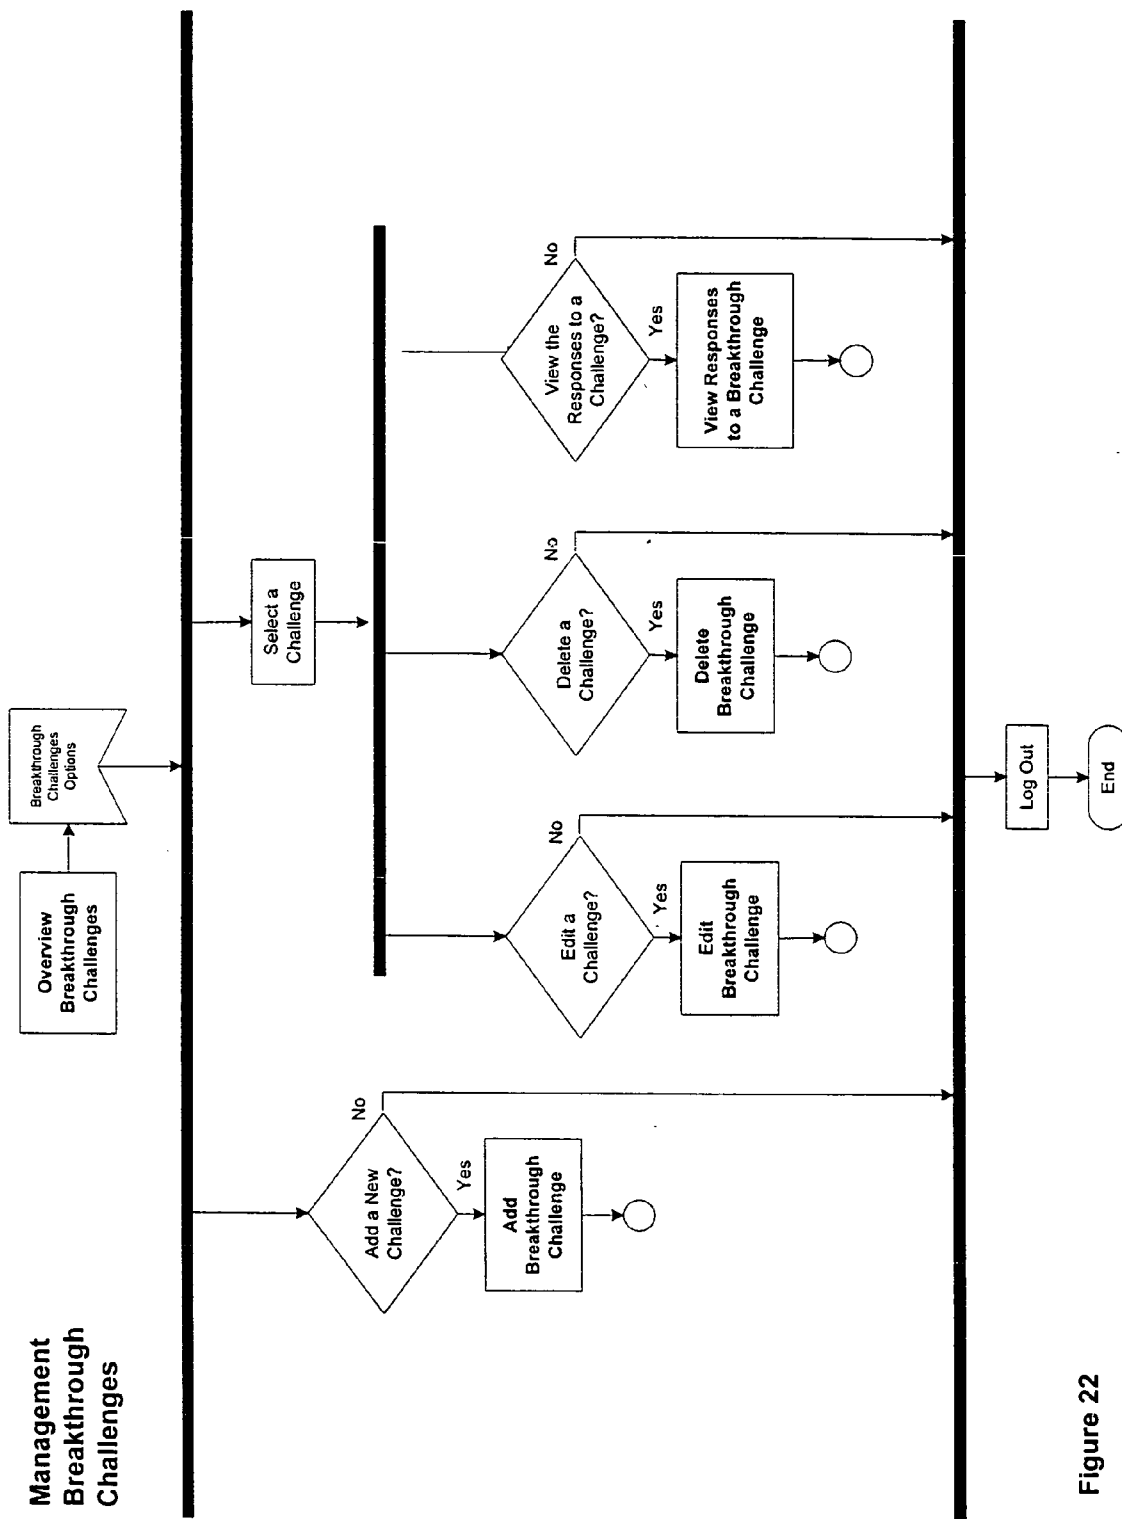 Management
Breakthrough
Challenges
Overview
Breakthrough
Challenges
Breakthrough
Challenges
Options
Select a
Challenge
Add a New
Challenge?
No
Yes
Add
Breakthrough
Challenge
Edit a
Challenge?
No
Yes
Edit
Breakthrough
Challenge
Delete a
Challenge?
No
Yes
Delete
Breakthrough
Challenge
View the
Responses to a
Challenge?
No
Yes
View Responses
to a Breakthrough
Challenge
Log Out
End
Figure 22